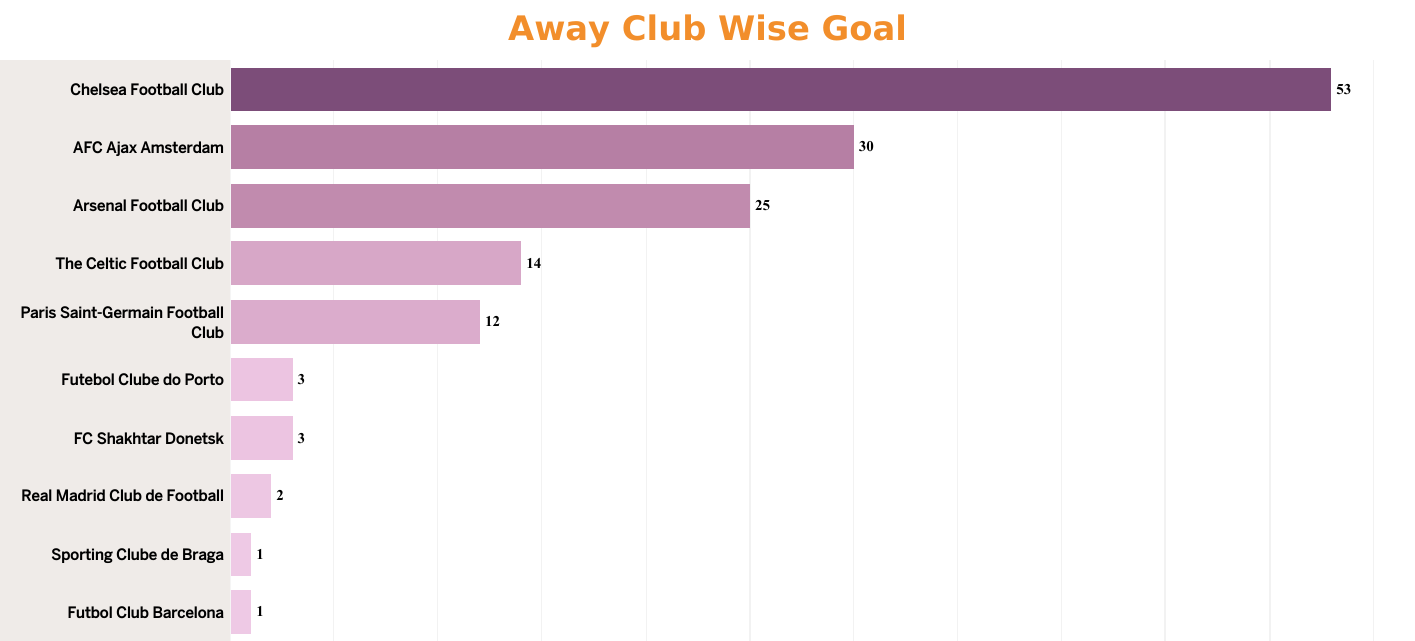 Away Club Wise Goal
Chelsea Football Club 53
AFC Ajax Amsterdam 30
Arsenal Football Club 25
The Celtic Football Club 14
Paris Saint-Germain Football
Club 12
Futebol Clube do Porto 3
FC Shakhtar Donetsk 3
Real Madrid Club de Football 2
Sporting Clube de Braga 1
Futbol Club Barcelona 1